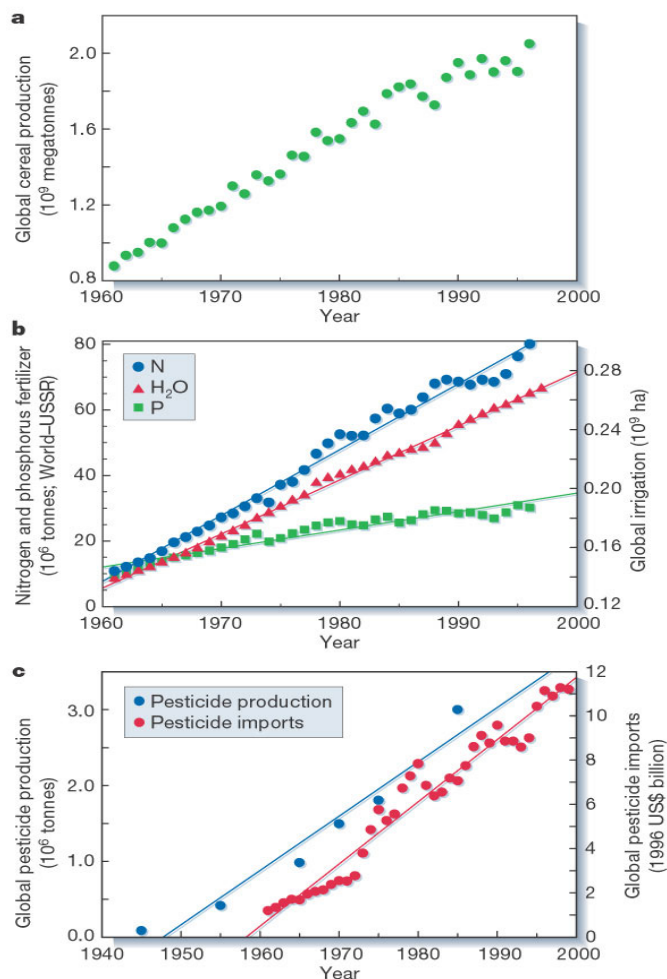 a
Global cereal production
(10⁹ megatonnes)
2.0
1.6
1.2
0.8
1960
1970
1980
1990
2000
Year
b
Nitrogen and phosphorus fertilizer
(10⁶ tonnes; World–USSR)
80
60
40
20
0
N
H₂O
P
0.28
0.24
0.20
0.16
0.12
Global irrigation (10⁹ ha)
1960
1970
1980
1990
2000
Year
c
Global pesticide production
(10⁶ tonnes)
3.0
2.0
1.0
0.0
Pesticide production
Pesticide imports
12
10
8
6
4
2
0
Global pesticide imports
(1996 US$ billion)
1940
1950
1960
1970
1980
1990
2000
Year